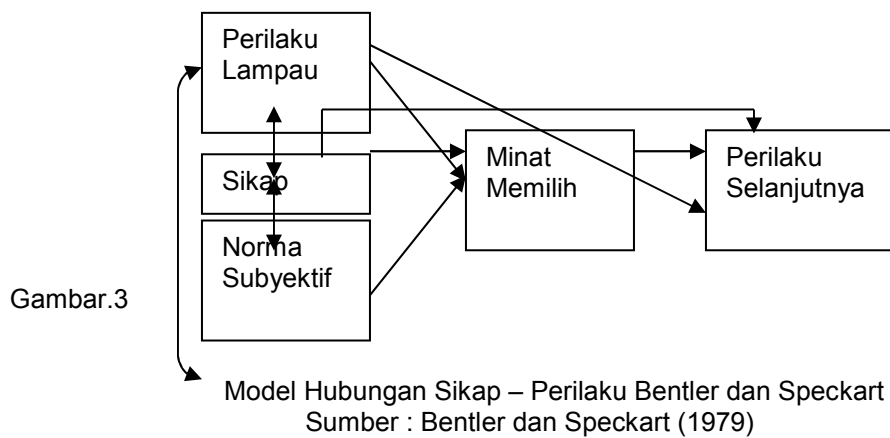 Perilaku
Lampau
Sikap
Norma
Subyektif
Minat
Memilih
Perilaku
Selanjutnya
Gambar.3
Model Hubungan Sikap – Perilaku Bentler dan Speckart
Sumber : Bentler dan Speckart (1979)